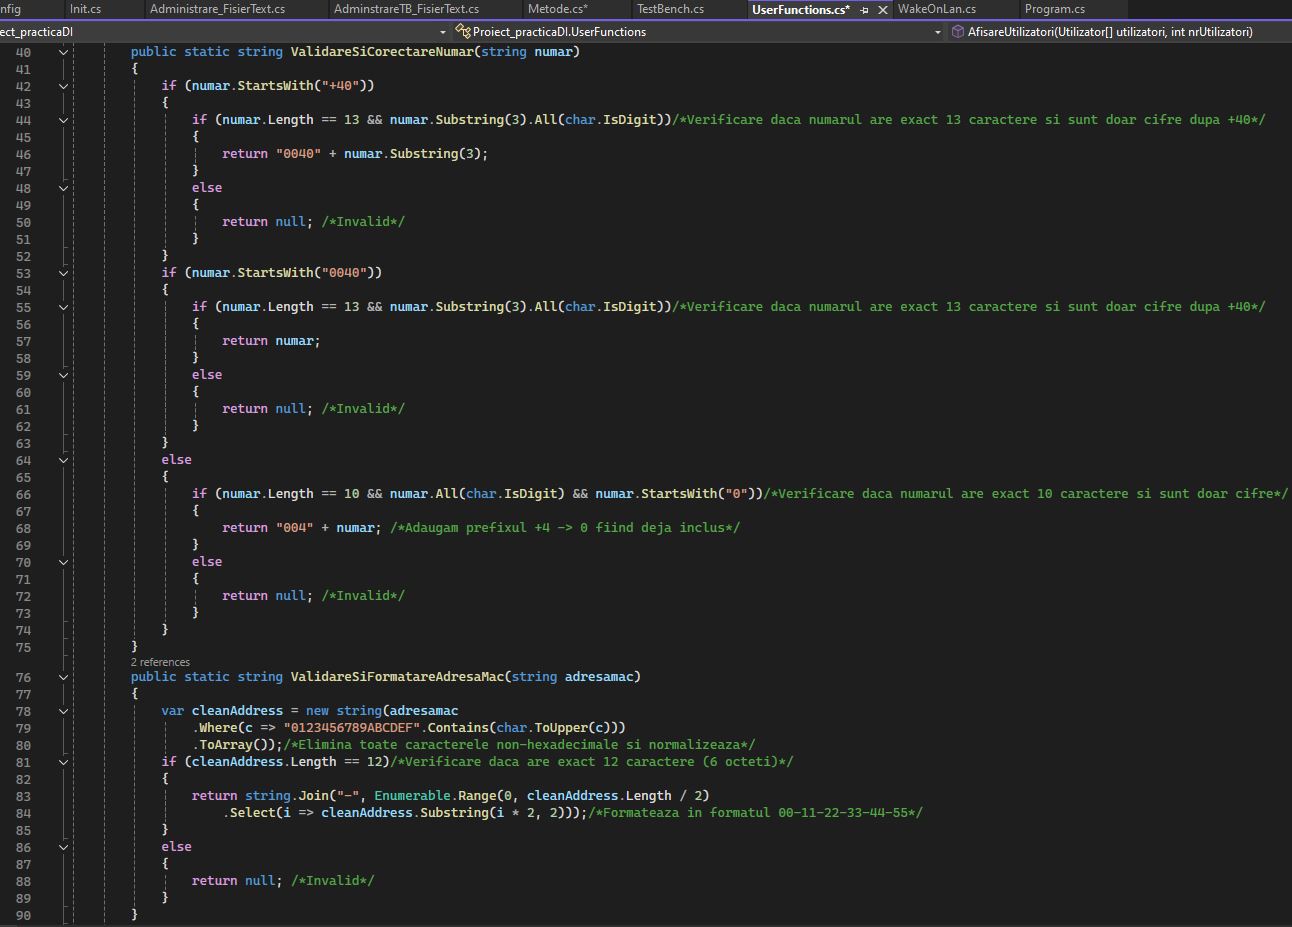 nfig Init.cs Administrare_FisierText.cs AdminstrareTB_FisierText.cs Metode.cs* TestBench.cs UserFunctions.cs* WakeOnLan.cs Program.cs
ect_practicaDI Proiect_practicaDI.UserFunctions AfisareUtilizatori(Utilizator[] utilizatori, int nrUtilizatori)
40 public static string ValidareSiCorectareNumar(string numar)
41 {
42 if (numar.StartsWith("+40"))
43 {
44 if (numar.Length == 13 && numar.Substring(3).All(char.IsDigit))/*Verificare daca numarul are exact 13 caractere si sunt doar cifre dupa +40*/
45 {
46 return "0040" + numar.Substring(3);
47 }
48 else
49 {
50 return null; /*Invalid*/
51 }
52 }
53 if (numar.StartsWith("0040"))
54 {
55 if (numar.Length == 13 && numar.Substring(3).All(char.IsDigit))/*Verificare daca numarul are exact 13 caractere si sunt doar cifre dupa +40*/
56 {
57 return numar;
58 }
59 else
60 {
61 return null; /*Invalid*/
62 }
63 }
64 else
65 {
66 if (numar.Length == 10 && numar.All(char.IsDigit) && numar.StartsWith("0"))/*Verificare daca numarul are exact 10 caractere si sunt doar cifre*/
67 {
68 return "004" + numar; /*Adaugam prefixul +4 -> 0 fiind deja inclus*/
69 }
70 else
71 {
72 return null; /*Invalid*/
73 }
74 }
75 }
2 references
76 public static string ValidareSiFormatareAdresaMac(string adresamac)
77 {
78 var cleanAddress = new string(adresamac
79 .Where(c => "0123456789ABCDEF".Contains(char.ToUpper(c)))
80 .ToArray());/*Elimina toate caracterele non-hexadecimale si normalizeaza*/
81 if (cleanAddress.Length == 12)/*Verificare daca are exact 12 caractere (6 octeti)*/
82 {
83 return string.Join("-", Enumerable.Range(0, cleanAddress.Length / 2)
84 .Select(i => cleanAddress.Substring(i * 2, 2)));/*Formateaza in formatul 00-11-22-33-44-55*/
85 }
86 else
87 {
88 return null; /*Invalid*/
89 }
90 }